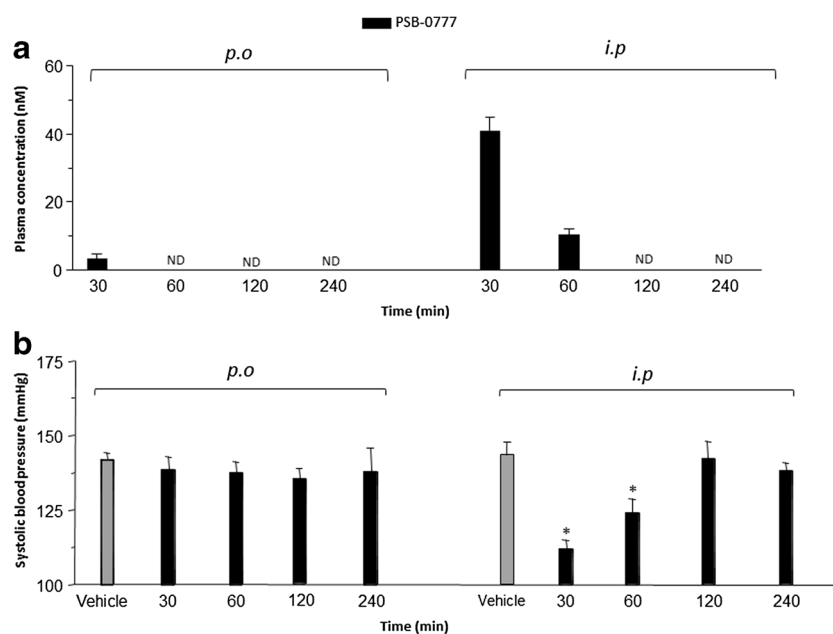 PSB-0777
a
p.o
i.p
Plasma concentration (nM)
60
40
20
0
ND ND ND ND ND
30 60 120 240 30 60 120 240
Time (min)
b
p.o
i.p
Systolic blood pressure (mmHg)
175
150
125
100
* *
Vehicle 30 60 120 240 Vehicle 30 60 120 240
Time (min)